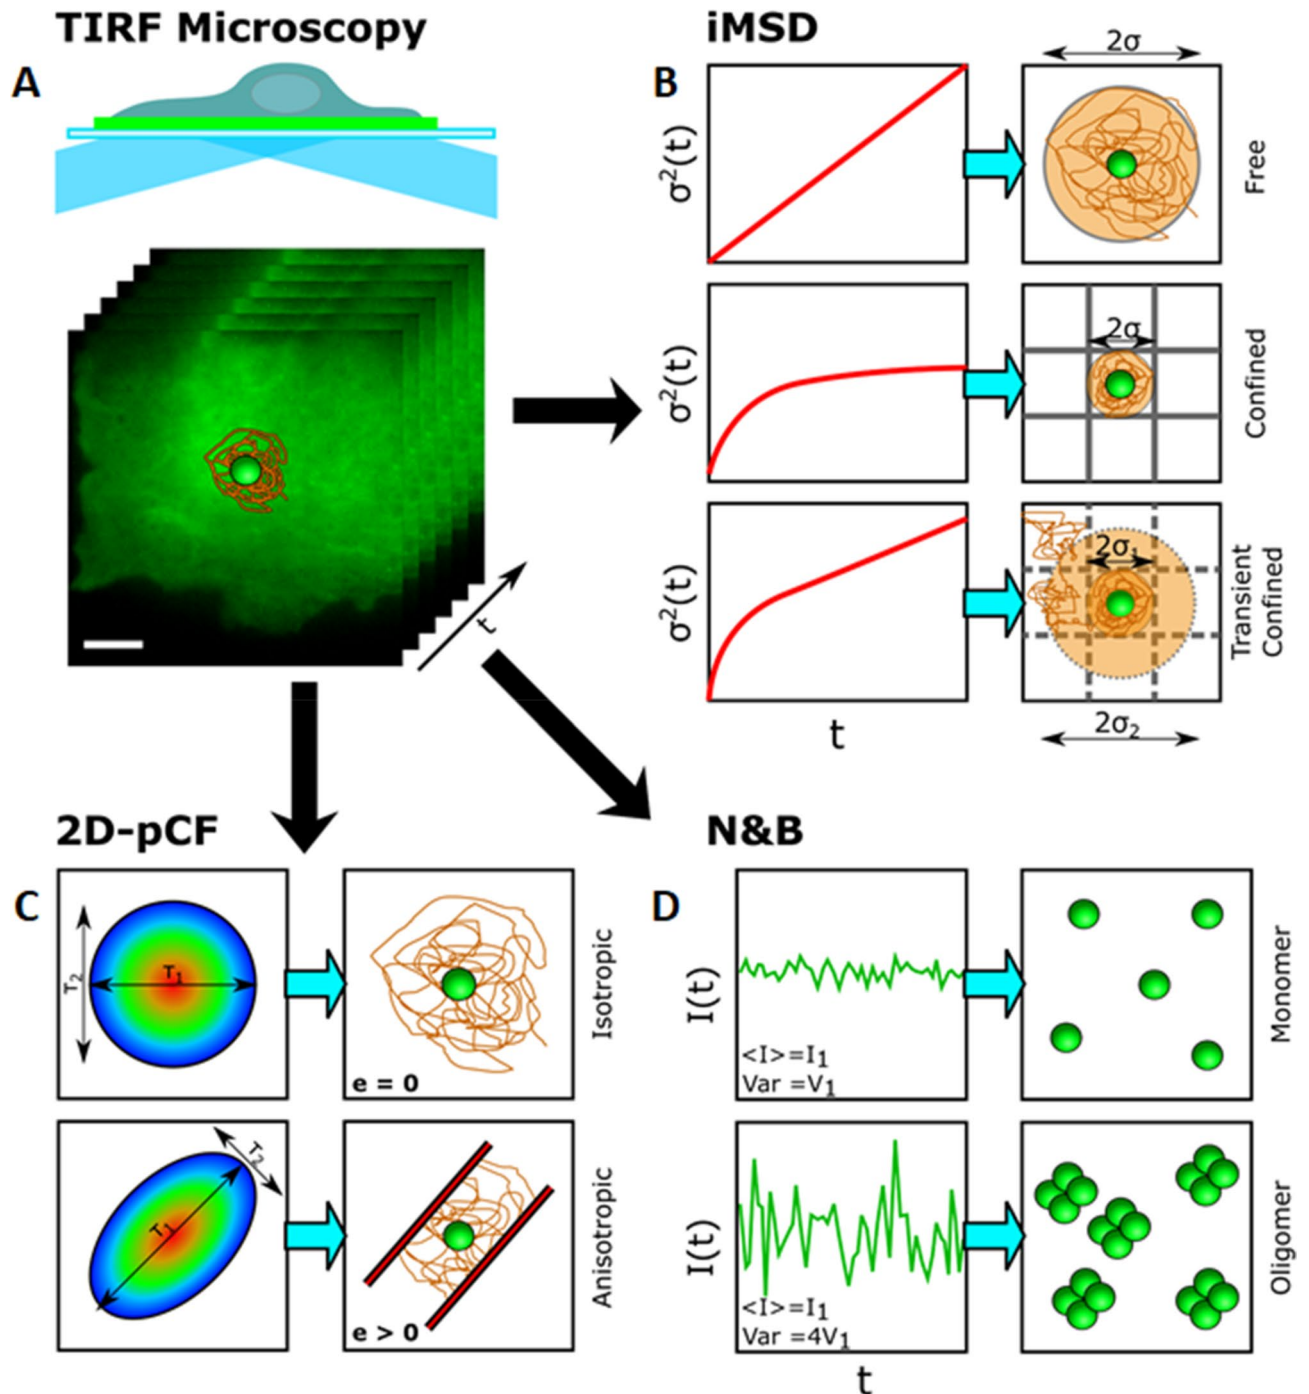 TIRF Microscopy
A
t
iMSD
B
σ²(t)
2σ
Free
σ²(t)
2σ
Confined
σ²(t)
2σ₁
Transient
Confined
t
2σ₂
2D-pCF
C
τ₂
τ₁
e = 0
Isotropic
τ₂
τ₁
e > 0
Anisotropic
N&B
D
I(t)
<I>=I₁
Var =V₁
Monomer
I(t)
<I>=I₁
Var =4V₁
Oligomer
t